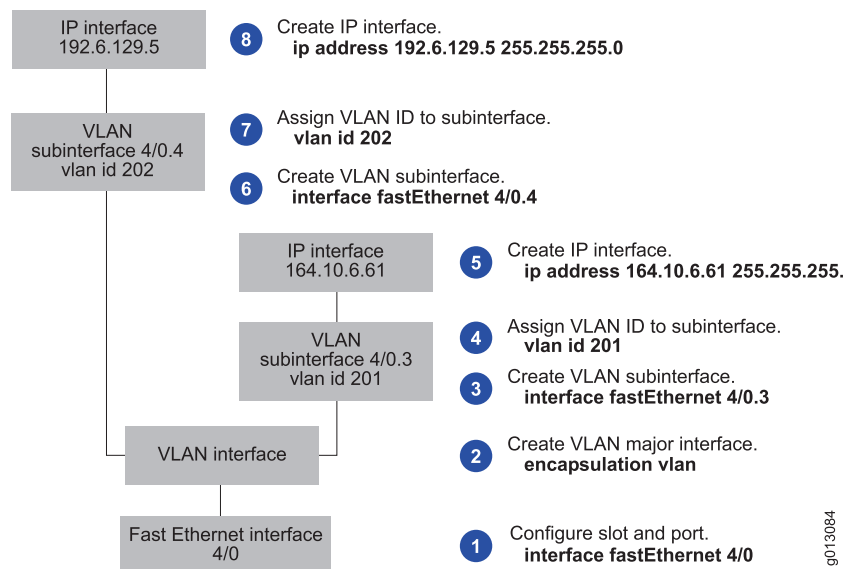 IP interface
192.6.129.5
8
Create IP interface.
ip address 192.6.129.5 255.255.255.0
VLAN
subinterface 4/0.4
vlan id 202
7
Assign VLAN ID to subinterface.
vlan id 202
6
Create VLAN subinterface.
interface fastEthernet 4/0.4
IP interface
164.10.6.61
5
Create IP interface.
ip address 164.10.6.61 255.255.255.
VLAN
subinterface 4/0.3
vlan id 201
4
Assign VLAN ID to subinterface.
vlan id 201
3
Create VLAN subinterface.
interface fastEthernet 4/0.3
VLAN interface
2
Create VLAN major interface.
encapsulation vlan
Fast Ethernet interface
4/0
1
Configure slot and port.
interface fastEthernet 4/0
g013084